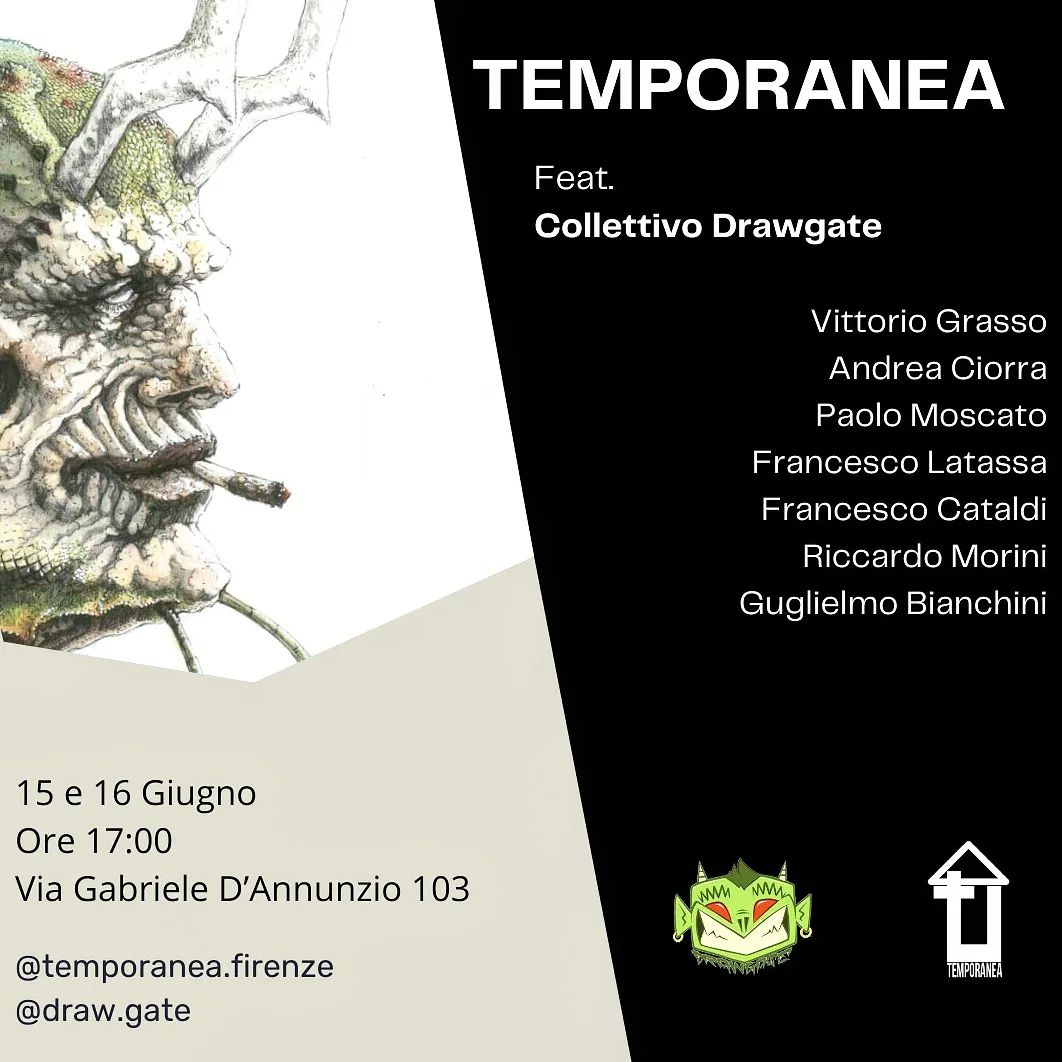 TEMPORANEA
Feat.
Collettivo Drawgate
Vittorio Grasso
Andrea Ciorra
Paolo Moscato
Francesco Latassa
Francesco Cataldi
Riccardo Morini
Guglielmo Bianchini
15 e 16 Giugno
Ore 17:00
Via Gabriele D’Annunzio 103
@temporanea.firenze
@draw.gate
DRAWNGATE
TEMPORANEA